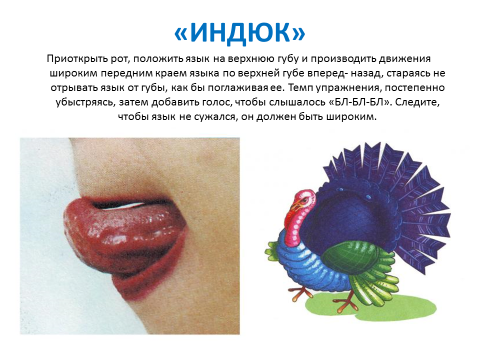 «ИНДЮК»
Приоткрыть рот, положить язык на верхнюю губу и производить движения
широким передним краем языка по верхней губе вперед- назад, стараясь не
отрывать язык от губы, как бы поглаживая ее. Темп упражнения, постепенно
убыстряясь, затем добавить голос, чтобы слышалось «БЛ-БЛ-БЛ». Следите,
чтобы язык не сужался, он должен быть широким.